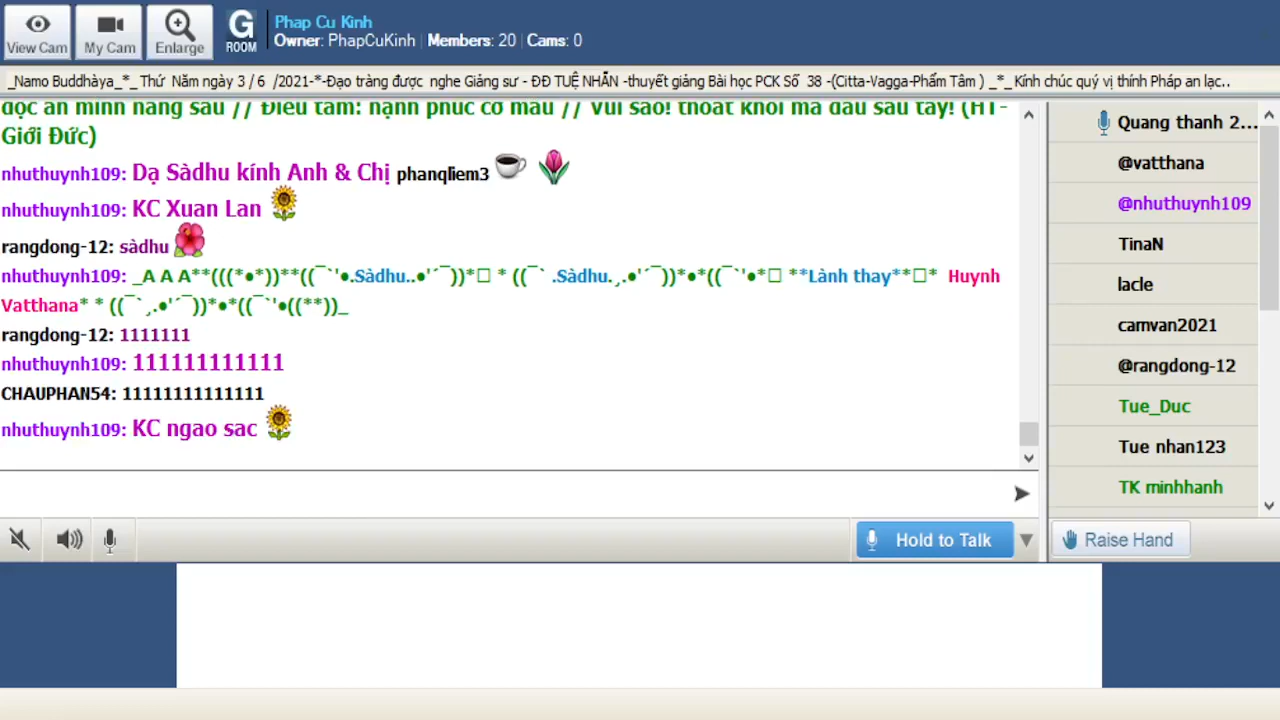 View Cam
My Cam
Enlarge
G
ROOM
Phap Cu Kinh
Owner: PhapCuKinh | Members: 20 | Cams: 0
_Namo Buddhàya_*_Thứ Năm ngày 3 / 6 /2021-*-Đạo tràng được nghe Giảng sư - ĐĐ TUỆ NHẪN -thuyết giảng Bài học PCK Số 38 -(Citta-Vagga-Phẩm Tâm ) _*_Kính chúc quý vị thính Pháp an lạc..
Giới Đức)
nhuthuynh109: Dạ Sàdhu kính Anh & Chị phanqliem3
nhuthuynh109: KC Xuan Lan
rangdong-12: sàdhu
nhuthuynh109: _A A A**(((*●*))**((¯`'●.Sàdhu..●'´¯))*□ * ((¯` .Sàdhu.¸.●'´¯))*●*((¯`'●*□ **Lành thay**□* Huynh
Vatthana* * ((¯`¸.●'´¯))*●*((¯`'●((**))_
rangdong-12: 1111111
nhuthuynh109: 111111111111
CHAUPHAN54: 11111111111111
nhuthuynh109: KC ngao sac
Quang thanh 2...
@vatthana
@nhuthuynh109
TinaN
lacle
camvan2021
@rangdong-12
Tue_Duc
Tue nhan123
TK minhhanh
Hold to Talk
Raise Hand